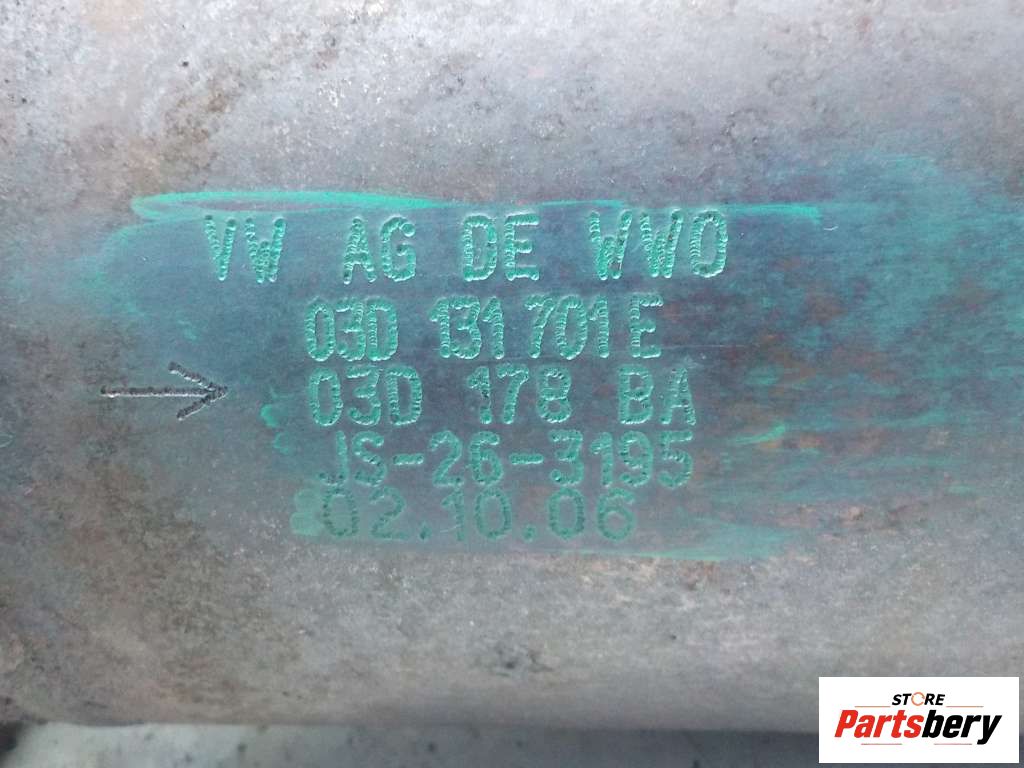 VW AG DE WWO
03D 131 701 E
03D 178 BA
JS-26-3195
02.10.06
STORE
Partsbery